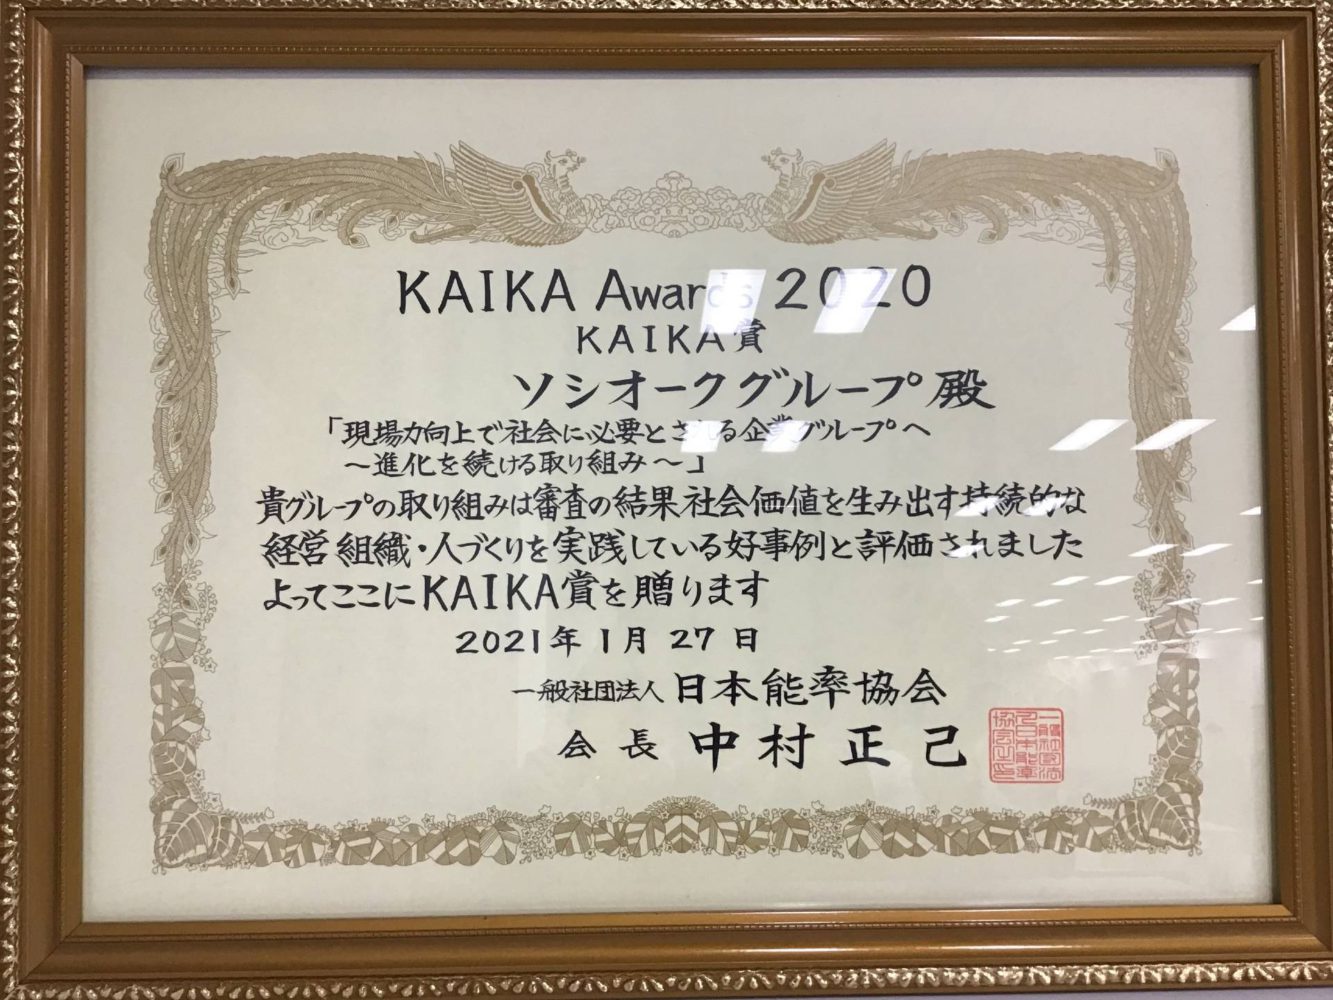 KAIKA Awards 2020
KAIKA賞
ソシオークグループ殿
「現場力向上で社会に必要とされる企業グループへ
～進化を続ける取り組み～」
貴グループの取り組みは審査の結果社会価値を生み出す持続的な
経営組織・人づくりを実践している好事例と評価されました
よってここにKAIKA賞を贈ります
2021年1月27日
一般社団法人 日本能率協会
会長 中村正己